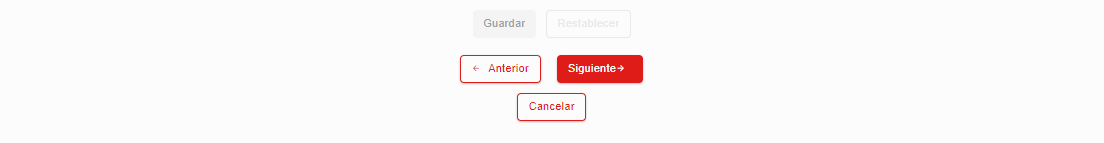 Guardar Restablecer
← Anterior Siguiente→
Cancelar